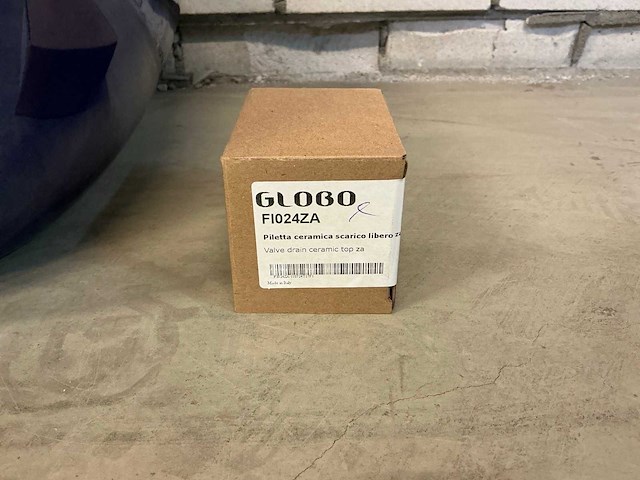 GLOBO
FI024ZA
Piletta ceramica scarico libero
Valve drain ceramic top za
Made in Italy